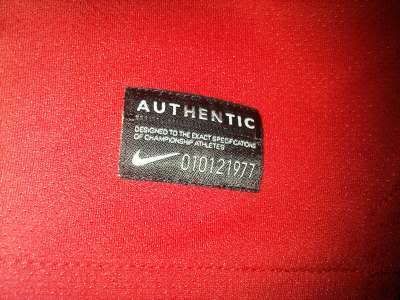 AUTHENTIC
DESIGNED TO THE EXACT SPECIFICATIONS
OF CHAMPIONSHIP ATHLETES
010121977